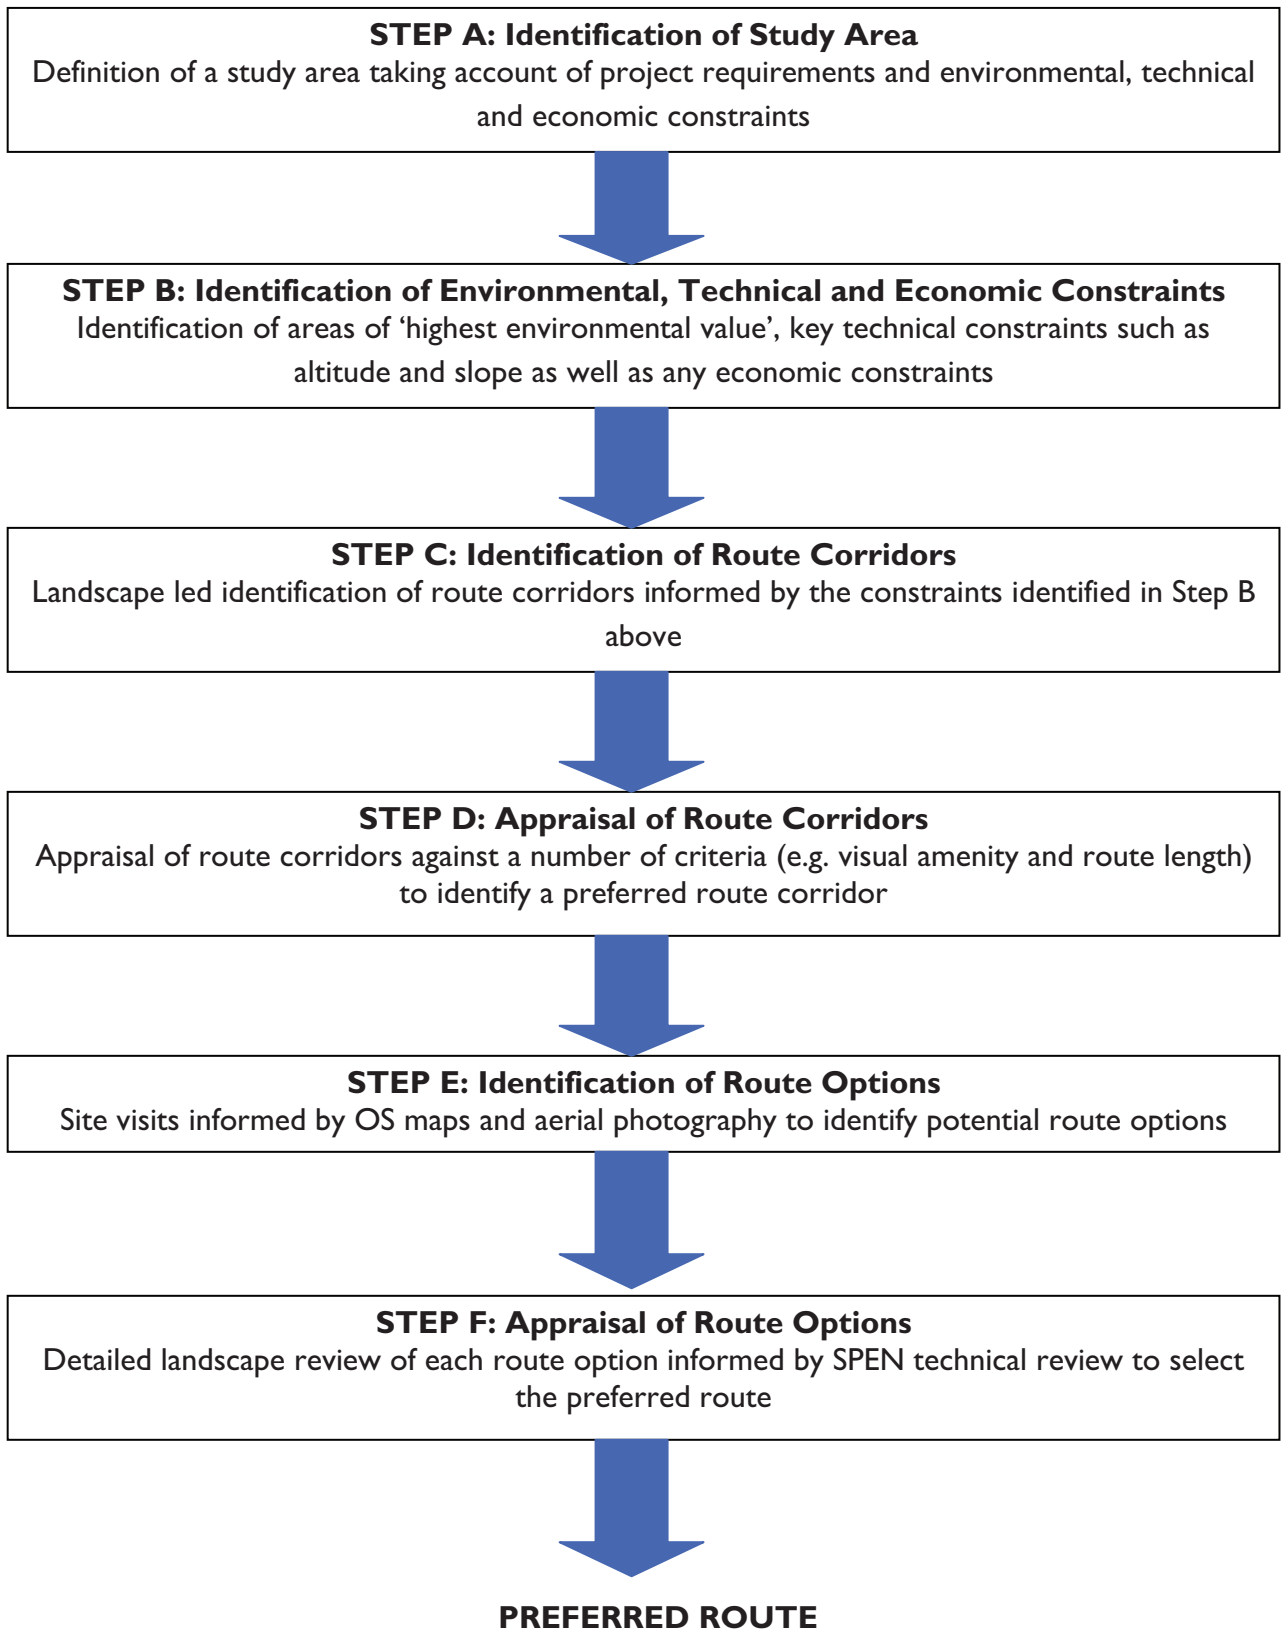 STEP A: Identification of Study Area
Definition of a study area taking account of project requirements and environmental, technical
and economic constraints
STEP B: Identification of Environmental, Technical and Economic Constraints
Identification of areas of ‘highest environmental value’, key technical constraints such as
altitude and slope as well as any economic constraints
STEP C: Identification of Route Corridors
Landscape led identification of route corridors informed by the constraints identified in Step B
above
STEP D: Appraisal of Route Corridors
Appraisal of route corridors against a number of criteria (e.g. visual amenity and route length)
to identify a preferred route corridor
STEP E: Identification of Route Options
Site visits informed by OS maps and aerial photography to identify potential route options
STEP F: Appraisal of Route Options
Detailed landscape review of each route option informed by SPEN technical review to select
the preferred route
PREFERRED ROUTE